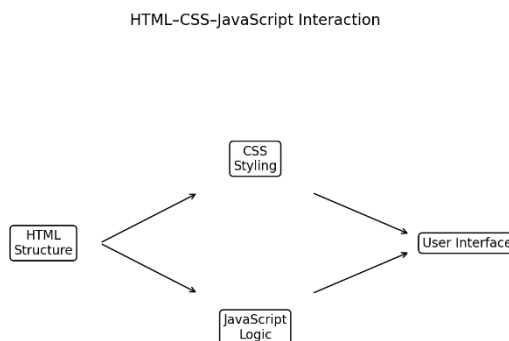 HTML–CSS–JavaScript Interaction
CSS
Styling
HTML
Structure
User Interface
JavaScript
Logic